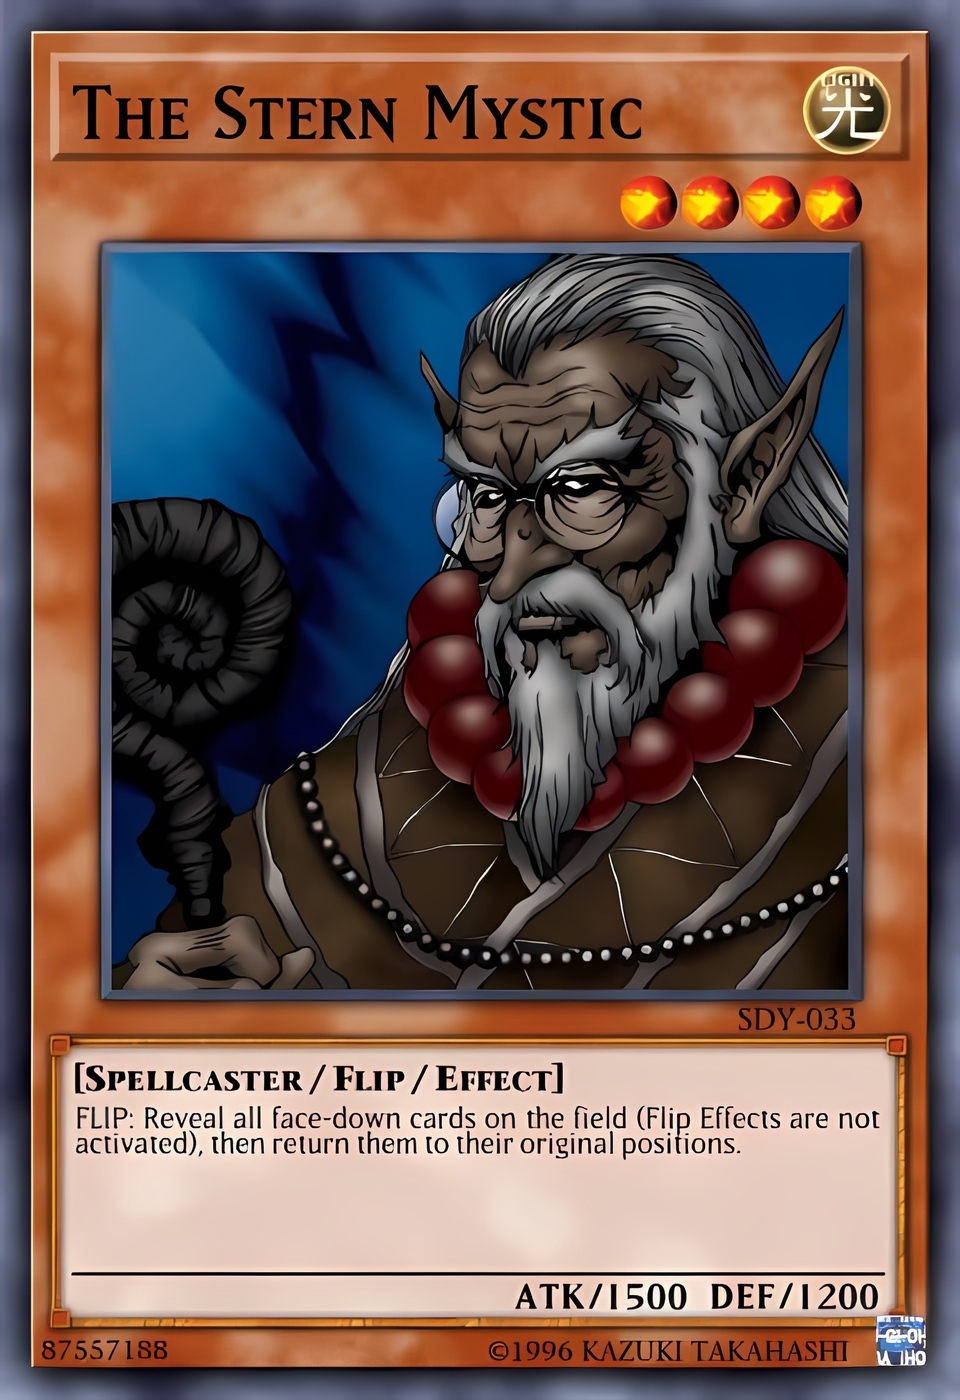 The Stern Mystic
光
SDY-033
[Spellcaster / Flip / Effect]
FLIP: Reveal all face-down cards on the field (Flip Effects are not
activated), then return them to their original positions.
ATK/1500 DEF/1200
87557188
©1996 KAZUKI TAKAHASHI